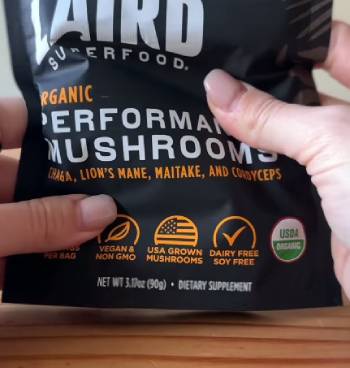 LAIRD
SUPERFOOD.
ORGANIC
PERFORMAN
MUSHROOMS
CHAGA, LION'S MANE, MAITAKE, AND CORDYCEPS
PER BAG
VEGAN &
NON GMO
USA GROWN
MUSHROOMS
DAIRY FREE
SOY FREE
USDA
ORGANIC
NET WT 3.17oz (90g) • DIETARY SUPPLEMENT